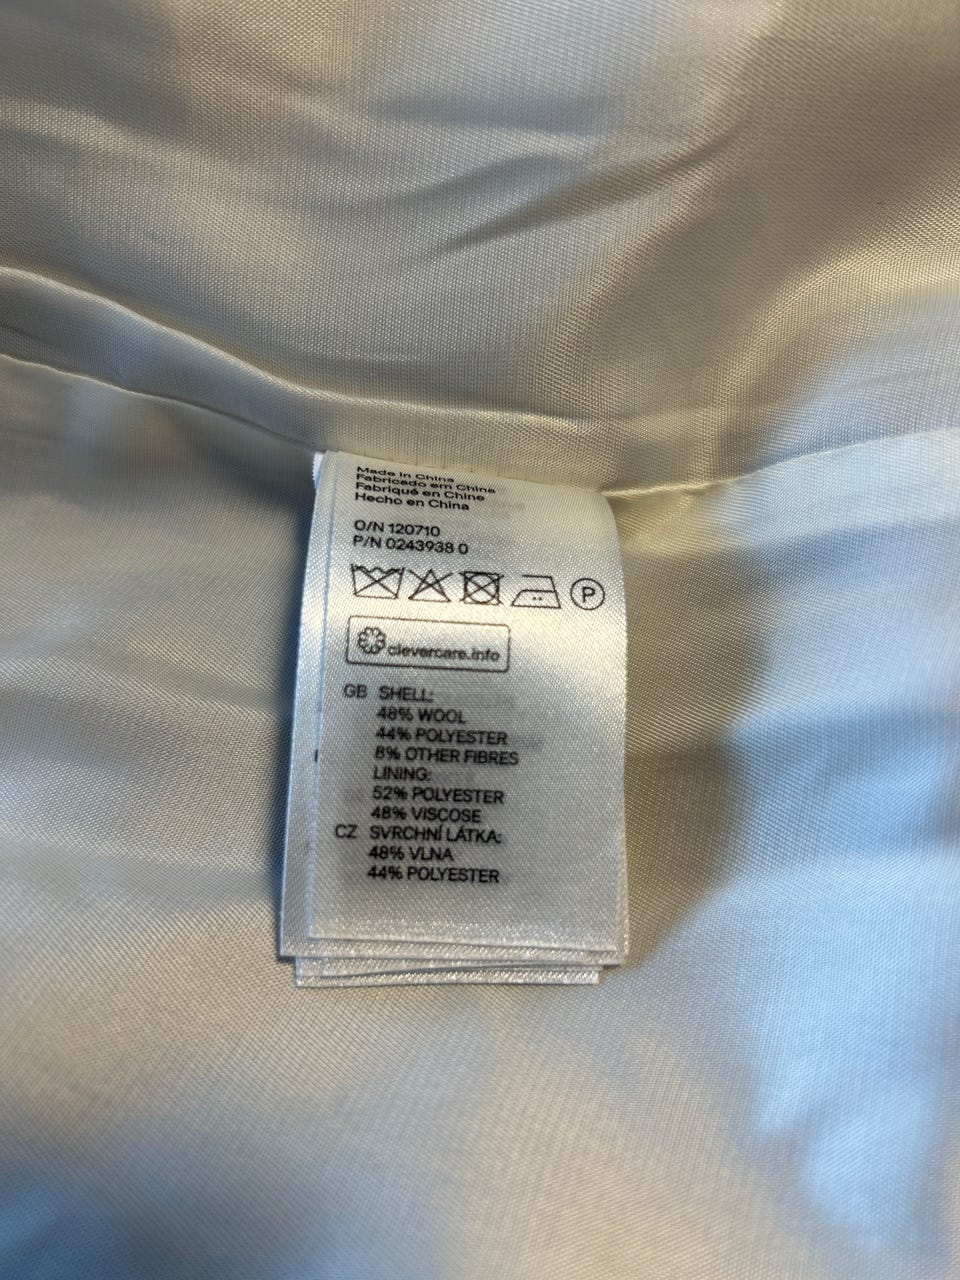 Made in China
Fabricado em China
Fabriqué en Chine
Hecho en China
O/N 120710
P/N 0243938 0
P
clevercare.info
GB SHELL:
48% WOOL
44% POLYESTER
8% OTHER FIBRES
LINING:
52% POLYESTER
48% VISCOSE
CZ SVRCHNÍ LÁTKA:
48% VLNA
44% POLYESTER